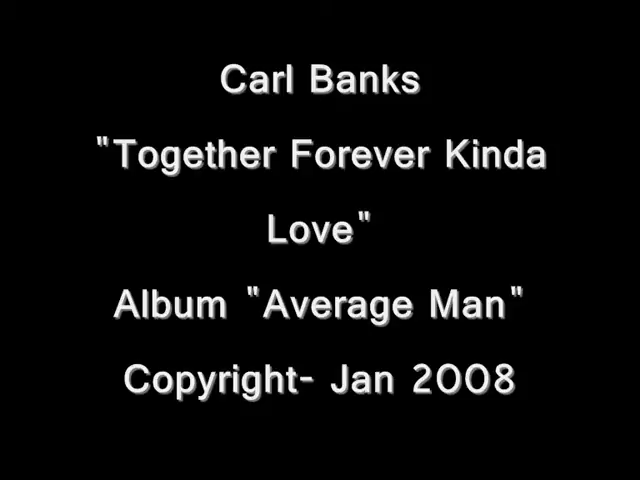 Carl Banks
"Together Forever Kinda
Love"
Album "Average Man"
Copyright- Jan 2008